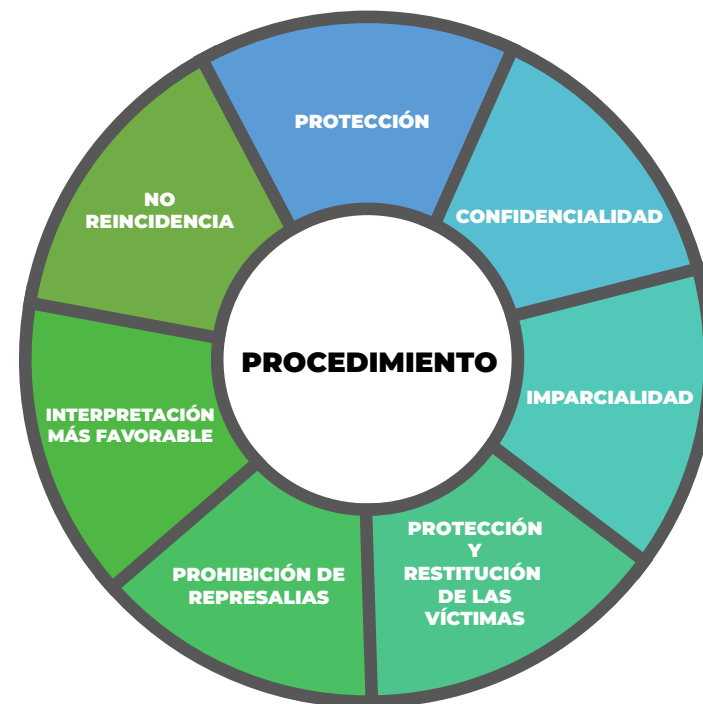 PROTECCIÓN
CONFIDENCIALIDAD
IMPARCIALIDAD
PROTECCIÓN
Y
RESTITUCIÓN
DE LAS
VÍCTIMAS
PROHIBICIÓN DE
REPRESALIAS
INTERPRETACIÓN
MÁS FAVORABLE
NO
REINCIDENCIA
PROCEDIMIENTO